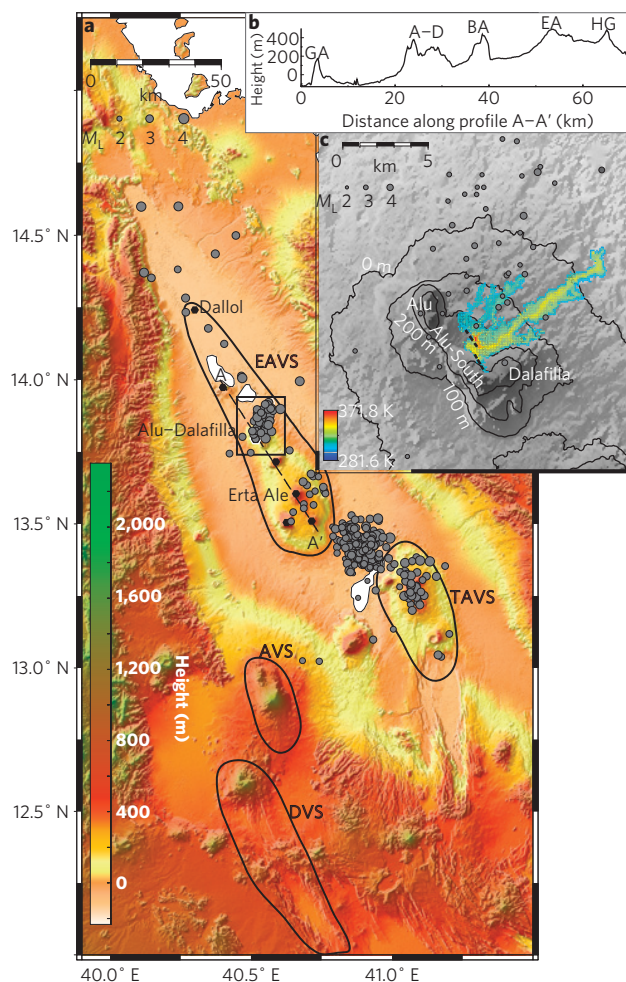 a
0 50
km
M_L 2 3 4
14.5° N
14.0° N
13.5° N
13.0° N
12.5° N
40.0° E 40.5° E 41.0° E
Dallol
EAVS
A
Alu–Dalafilla
Erta Ale
A′
TAVS
AVS
DVS
2,000
1,600
1,200
800
400
0
Height (m)
b
Height (m)
400
200
0
GA A–D BA EA HG
0 20 40 60
Distance along profile A–A′ (km)
c
0 5
km
M_L 2 3 4
0 m
Alu
200 m
Alu-South
100 m
Dalafilla
371.8 K
281.6 K